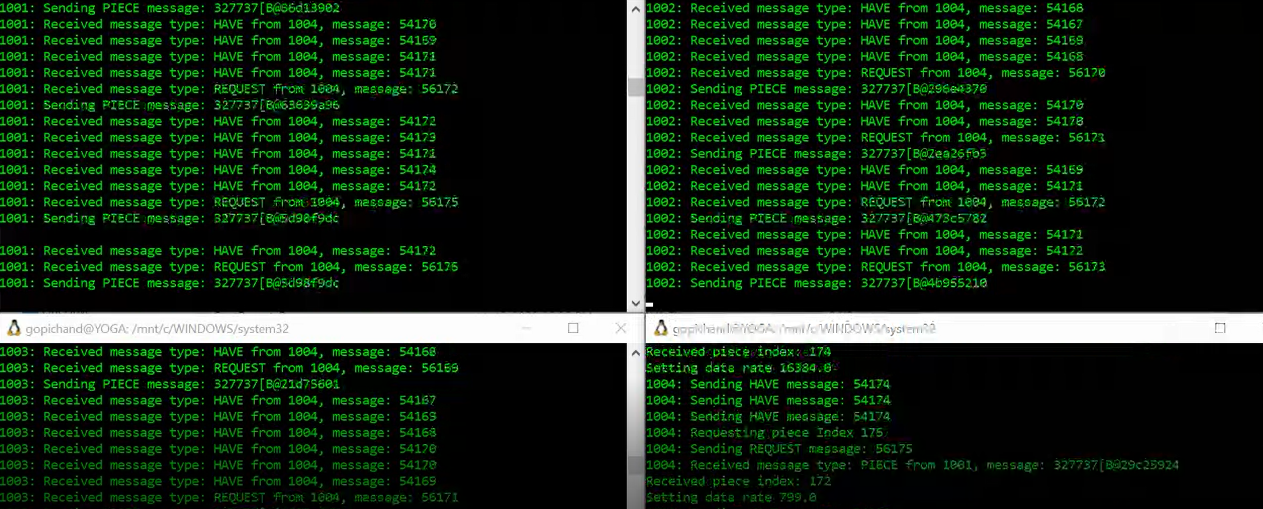 1001: Sending PIECE message: 327737[B@86d13902
1001: Received message type: HAVE from 1004, message: 54170
1001: Received message type: HAVE from 1004, message: 54169
1001: Received message type: HAVE from 1004, message: 54171
1001: Received message type: HAVE from 1004, message: 54171
1001: Received message type: REQUEST from 1004, message: 56172
1001: Sending PIECE message: 327737[B@63689a96
1001: Received message type: HAVE from 1004, message: 54172
1001: Received message type: HAVE from 1004, message: 54173
1001: Received message type: HAVE from 1004, message: 54171
1001: Received message type: HAVE from 1004, message: 54174
1001: Received message type: HAVE from 1004, message: 54172
1001: Received message type: REQUEST from 1004, message: 56175
1001: Sending PIECE message: 327737[B@5d98f9dc
1001: Received message type: HAVE from 1004, message: 54172
1001: Received message type: REQUEST from 1004, message: 56175
1001: Sending PIECE message: 327737[B@5d98f9dc
1002: Received message type: HAVE from 1004, message: 54168
1002: Received message type: HAVE from 1004, message: 54167
1002: Received message type: HAVE from 1004, message: 54169
1002: Received message type: HAVE from 1004, message: 54168
1002: Received message type: REQUEST from 1004, message: 56170
1002: Sending PIECE message: 327737[B@296e4370
1002: Received message type: HAVE from 1004, message: 54170
1002: Received message type: HAVE from 1004, message: 54170
1002: Received message type: REQUEST from 1004, message: 56171
1002: Sending PIECE message: 327737[B@2ea26fb5
1002: Received message type: HAVE from 1004, message: 54169
1002: Received message type: HAVE from 1004, message: 54171
1002: Received message type: REQUEST from 1004, message: 56172
1002: Sending PIECE message: 327737[B@473c5782
1002: Received message type: HAVE from 1004, message: 54171
1002: Received message type: HAVE from 1004, message: 54172
1002: Received message type: REQUEST from 1004, message: 56173
1002: Sending PIECE message: 327737[B@4b955210
gopichand@YOGA: /mnt/c/WINDOWS/system32
1003: Received message type: HAVE from 1004, message: 54168
1003: Received message type: REQUEST from 1004, message: 56169
1003: Sending PIECE message: 327737[B@21d75601
1003: Received message type: HAVE from 1004, message: 54167
1003: Received message type: HAVE from 1004, message: 54169
1003: Received message type: HAVE from 1004, message: 54168
1003: Received message type: HAVE from 1004, message: 54170
1003: Received message type: HAVE from 1004, message: 54170
1003: Received message type: HAVE from 1004, message: 54169
1003: Received message type: REQUEST from 1004, message: 56171
gopichand@YOGA: /mnt/c/WINDOWS/system32
Received piece index: 174
Setting data rate 16384.0
1004: Sending HAVE message: 54174
1004: Sending HAVE message: 54174
1004: Sending HAVE message: 54174
1004: Requesting piece Index 175
1004: Sending REQUEST message: 56175
1004: Received message type: PIECE from 1001, message: 327737[B@29c25924
Received piece index: 172
Setting data rate 799.0